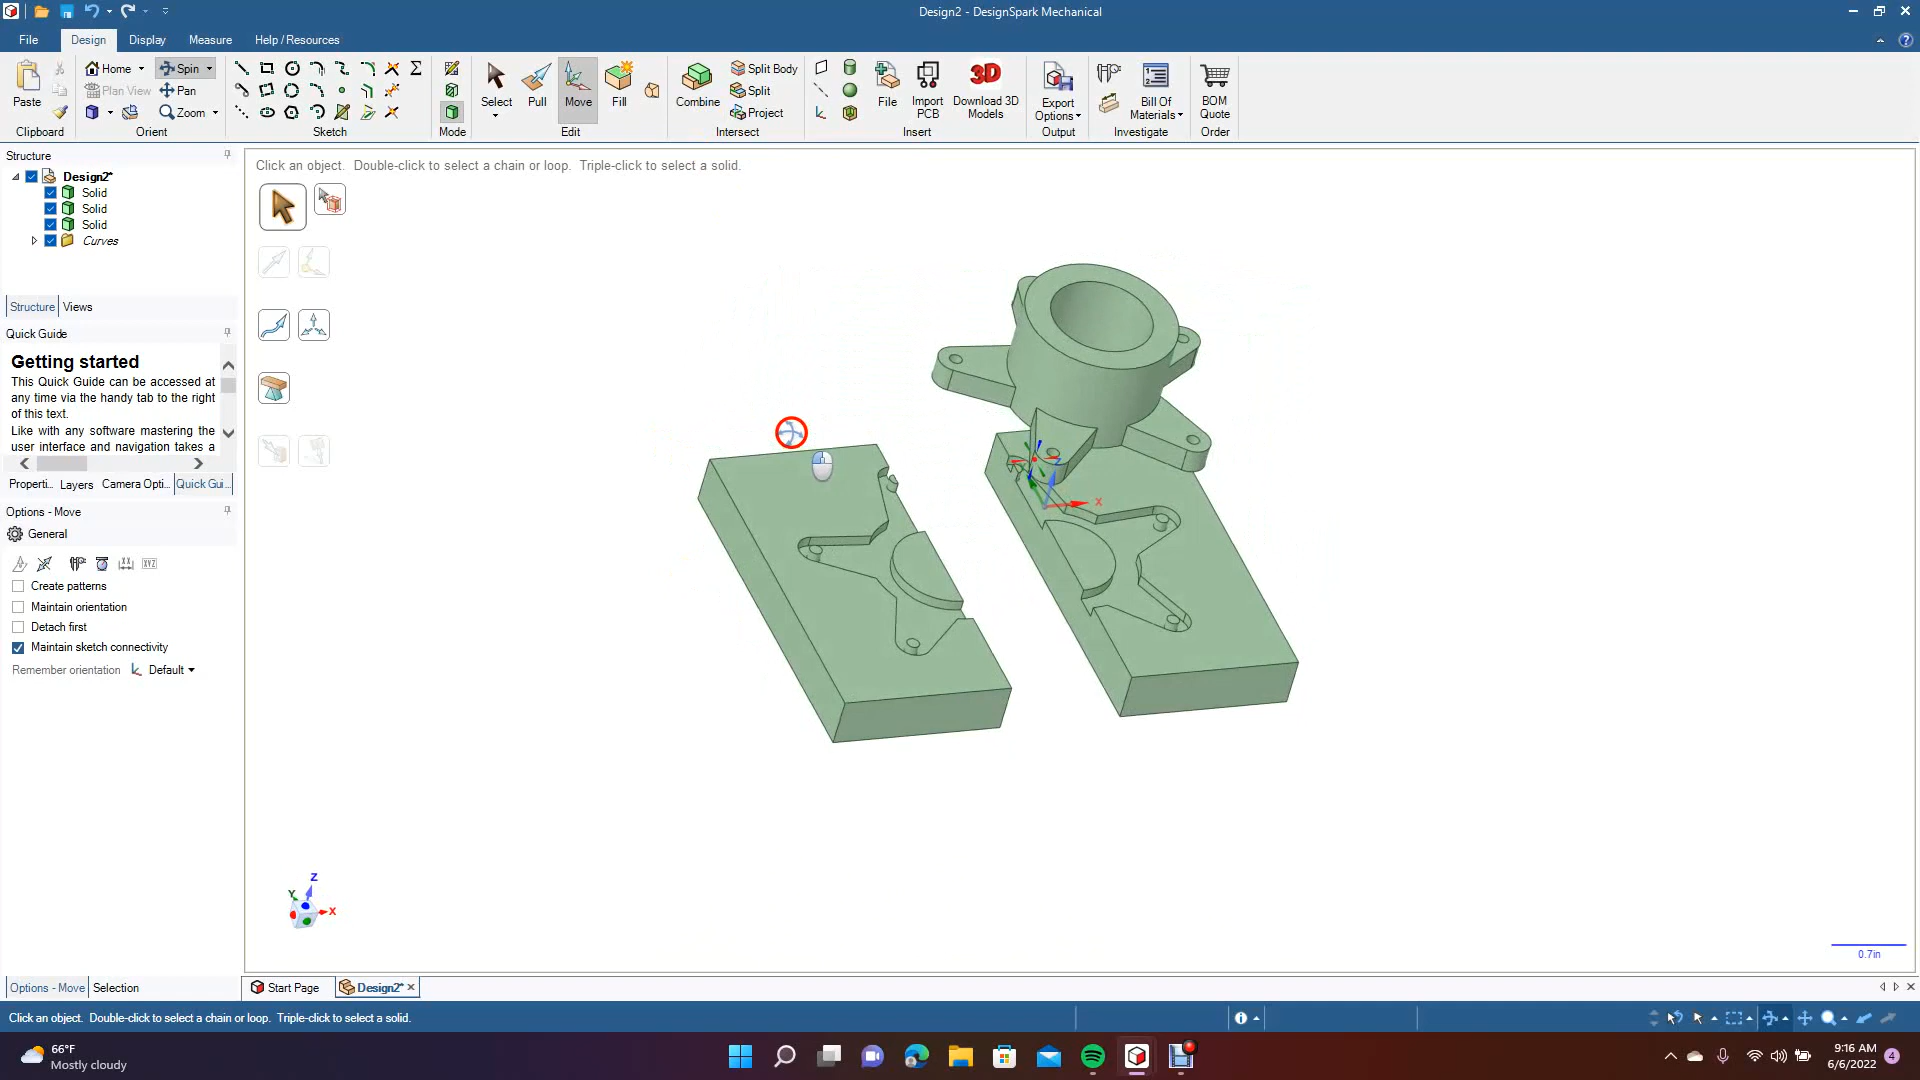 Design2 - DesignSpark Mechanical
File Design Display Measure Help / Resources
Paste
Home Spin
Plan View Pan
Zoom
Select Pull Move Fill
Combine
Split Body
Split
Project
File
Import PCB
Download 3D Models
Export Options
Bill Of Materials
BOM Quote
Clipboard Orient Sketch Mode Edit Intersect Insert Output Investigate Order
Structure
Design2*
Solid
Solid
Solid
Curves
Structure Views
Quick Guide
Getting started
This Quick Guide can be accessed at
any time via the handy tab to the right
of this text.
Like with any software mastering the
user interface and navigation takes a
Properti... Layers Camera Opti... Quick Gui...
Options - Move
General
Create patterns
Maintain orientation
Detach first
Maintain sketch connectivity
Remember orientation Default
Options - Move Selection
Click an object. Double-click to select a chain or loop. Triple-click to select a solid.
X
Z
Z
Y
X
0.7in
Start Page Design2*
Click an object. Double-click to select a chain or loop. Triple-click to select a solid.
66°F
Mostly cloudy
9:16 AM
6/6/2022
4